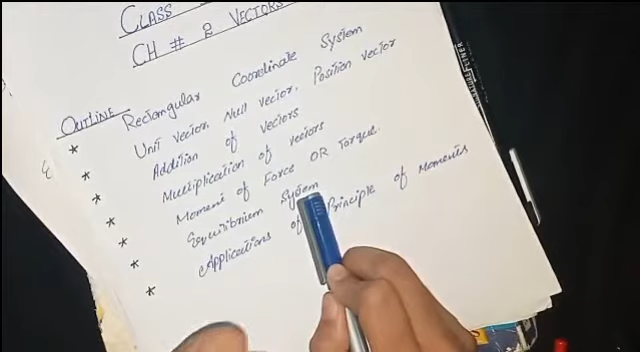 CLASS
CH # 2 VECTORS
OUTLINE
* Rectangular Coordinate System
* Unit vector, Null vector, Position vector
* Addition of vectors
* Multiplication of vectors
* Moment of Force OR Torque.
* Equilibrium System
* Applications of Principle of Moments